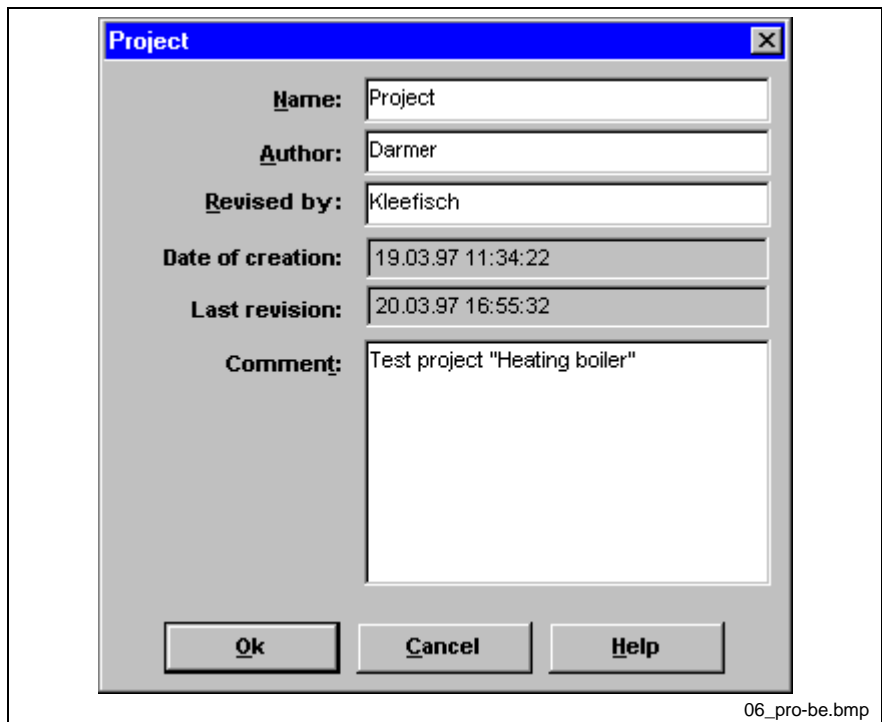 Project
Name: Project
Author: Darmer
Revised by: Kleefisch
Date of creation: 19.03.97 11:34:22
Last revision: 20.03.97 16:55:32
Comment: Test project "Heating boiler"
Ok Cancel Help
06_pro-be.bmp